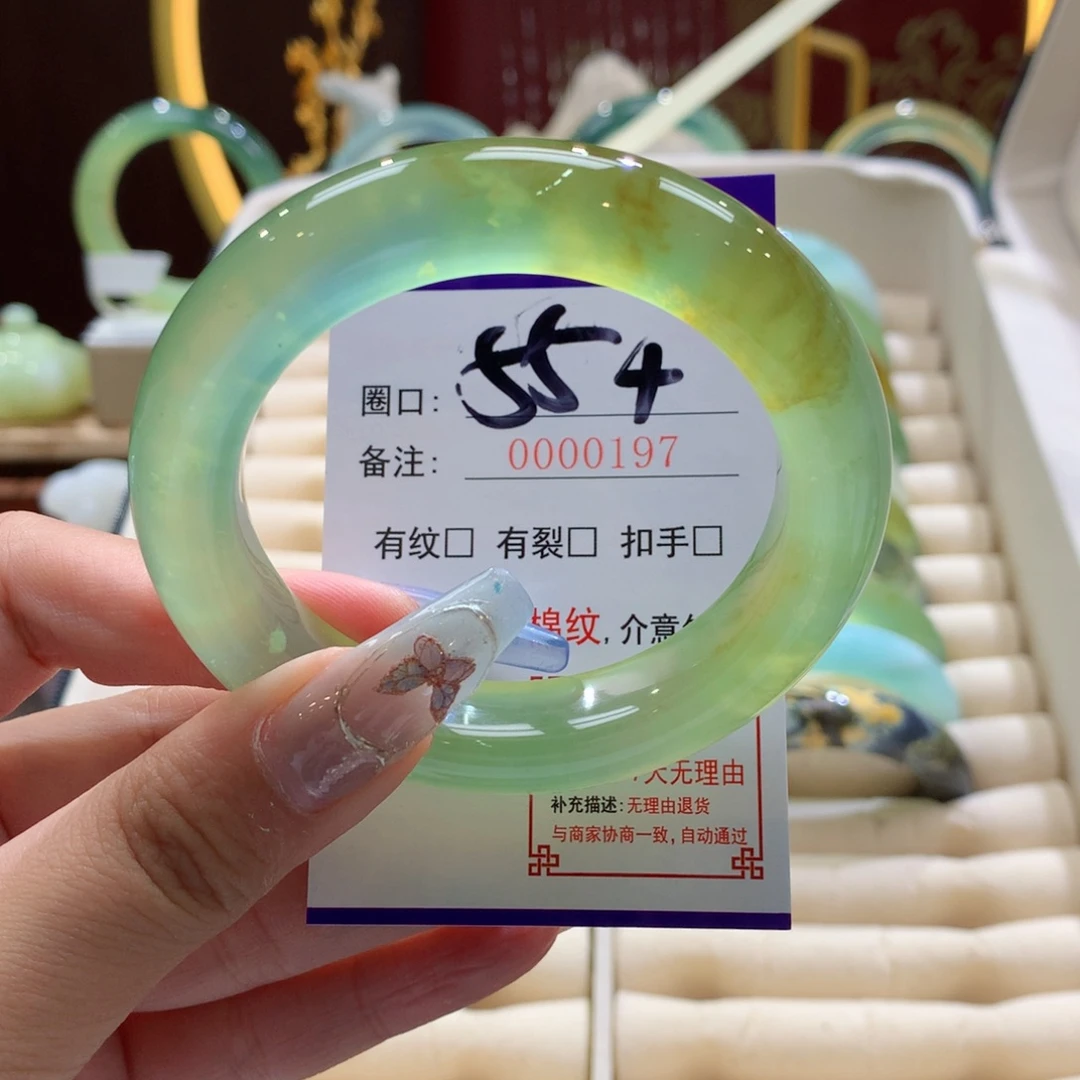 圈口: 554
备注: 0000197
有纹□ 有裂□ 扣手□
棉纹, 介意
天无理由
补充描述:无理由退货
与商家协商一致,自动通过